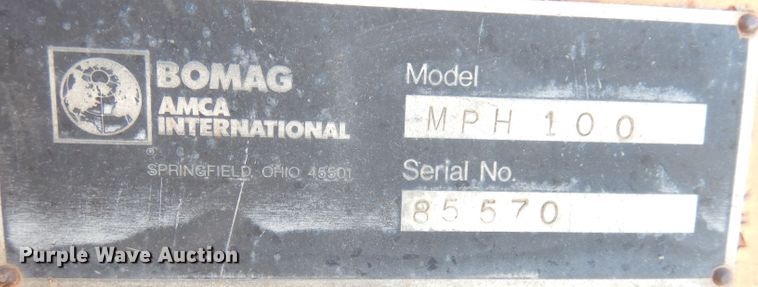 BOMAG
AMCA
INTERNATIONAL
®
SPRINGFIELD, OHIO 45501
Model
MPH 100
Serial No.
85570
Purple Wave Auction